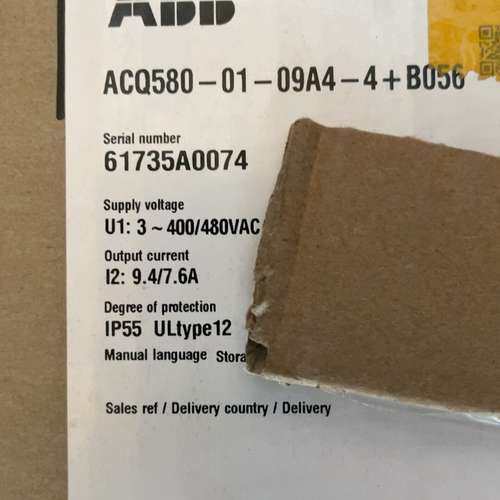 ABB
ACQ580-01-09A4-4+B056
Serial number
61735A0074
Supply voltage
U1: 3~400/480VAC
Output current
I2: 9.4/7.6A
Degree of protection
IP55 ULtype12
Manual language
Sales ref / Delivery country / Delivery